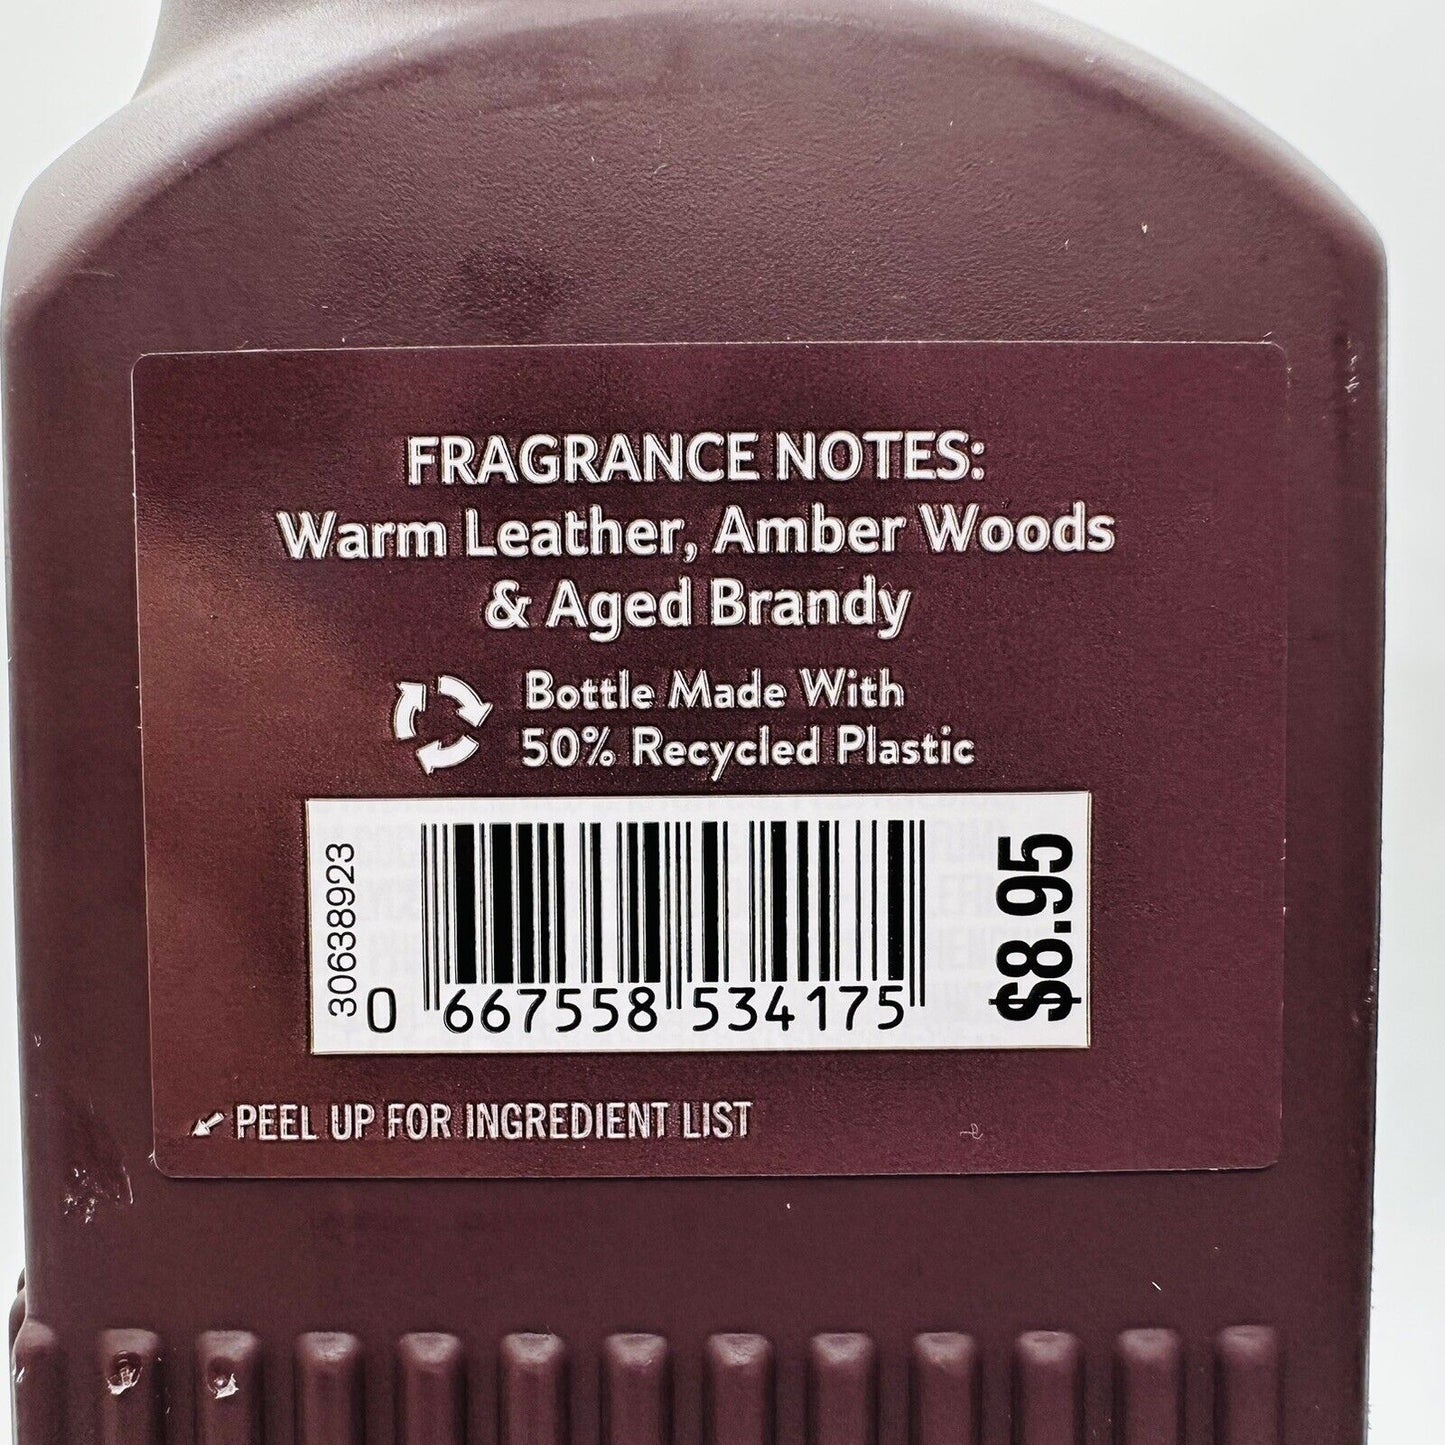 FRAGRANCE NOTES:
Warm Leather, Amber Woods
& Aged Brandy
Bottle Made With
50% Recycled Plastic
30638923
0 667558 534175
$8.95
PEEL UP FOR INGREDIENT LIST